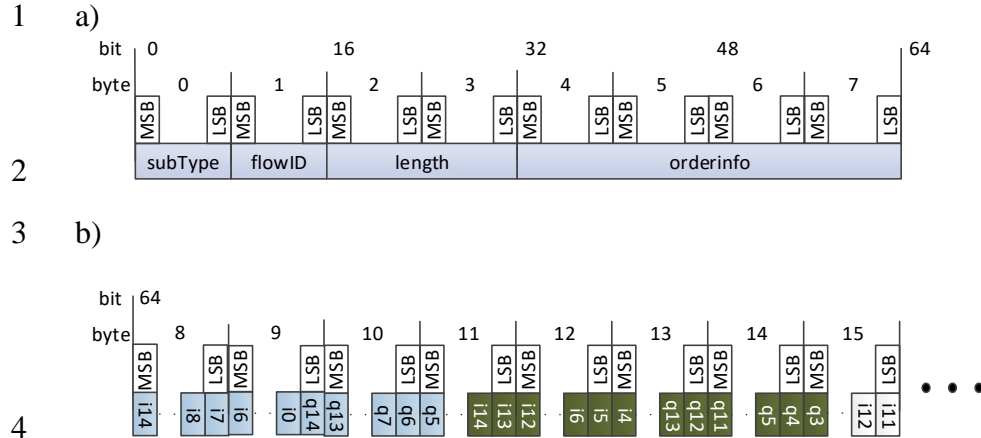 1 a)
bit 0 16 32 48 64
byte 0 1 2 3 4 5 6 7
MSB LSB MSB LSB MSB LSB MSB LSB MSB LSB MSB LSB MSB LSB MSB LSB
2 subType flowID length orderinfo
3 b)
bit 64
byte 8 9 10 11 12 13 14 15
MSB LSB MSB LSB MSB LSB MSB LSB MSB LSB MSB LSB MSB LSB MSB LSB
4 i14 i8 i7 i6 i0 q14 q13 q7 q6 q5 i14 i13 i12 i6 i5 i4 q13 q12 q11 q5 q4 q3 i12 i11